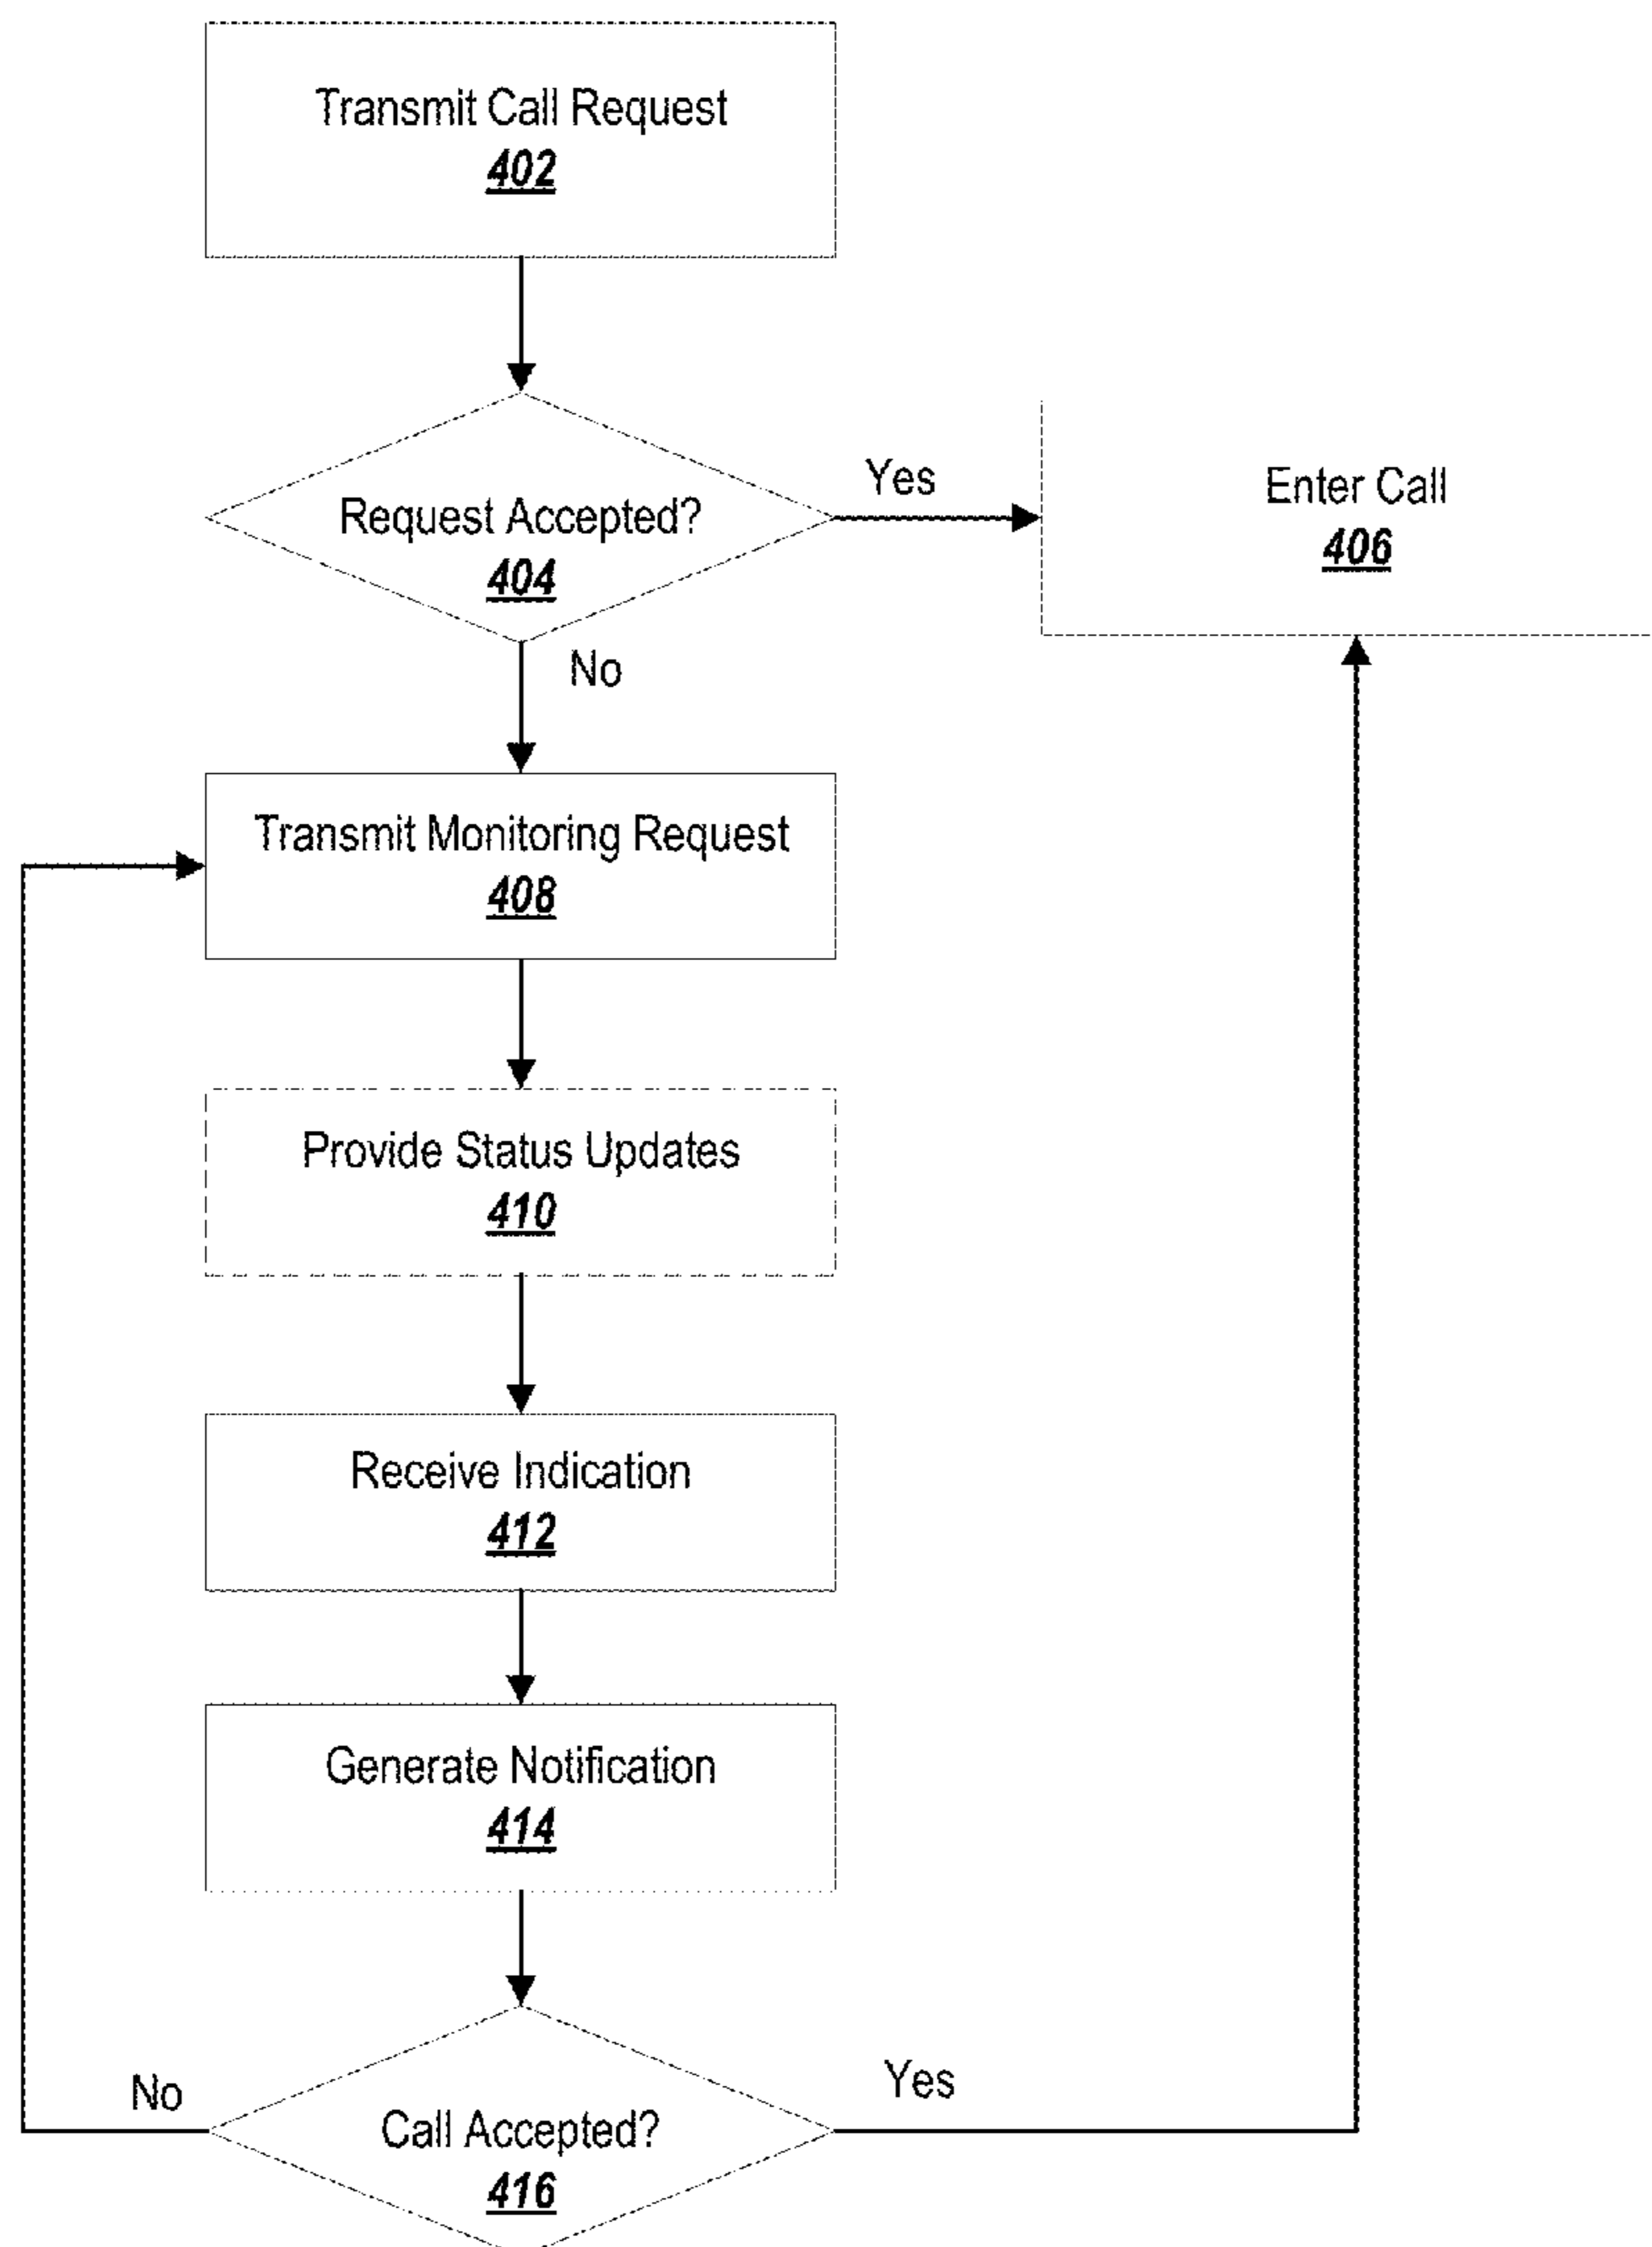 Transmit Call Request
402
Request Accepted?
404
Yes
Enter Call
406
No
Transmit Monitoring Request
408
Provide Status Updates
410
Receive Indication
412
Generate Notification
414
No
Call Accepted?
416
Yes